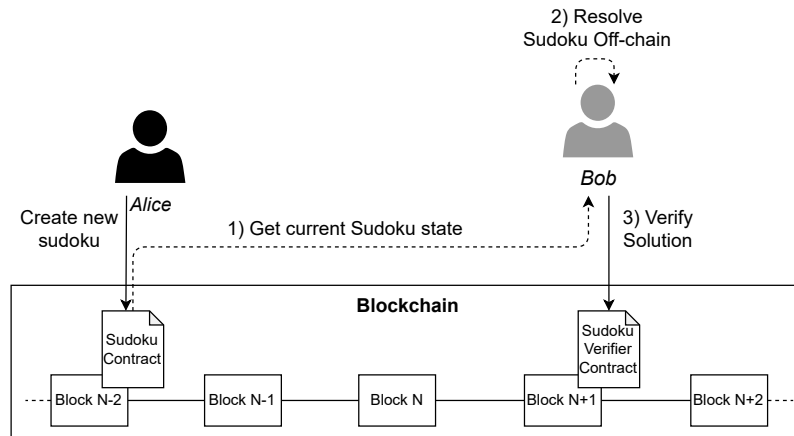 2) Resolve
Sudoku Off-chain
Alice
Bob
Create new
sudoku
1) Get current Sudoku state
3) Verify
Solution
Blockchain
Sudoku
Contract
Sudoku
Verifier
Contract
Block N-2
Block N-1
Block N
Block N+1
Block N+2